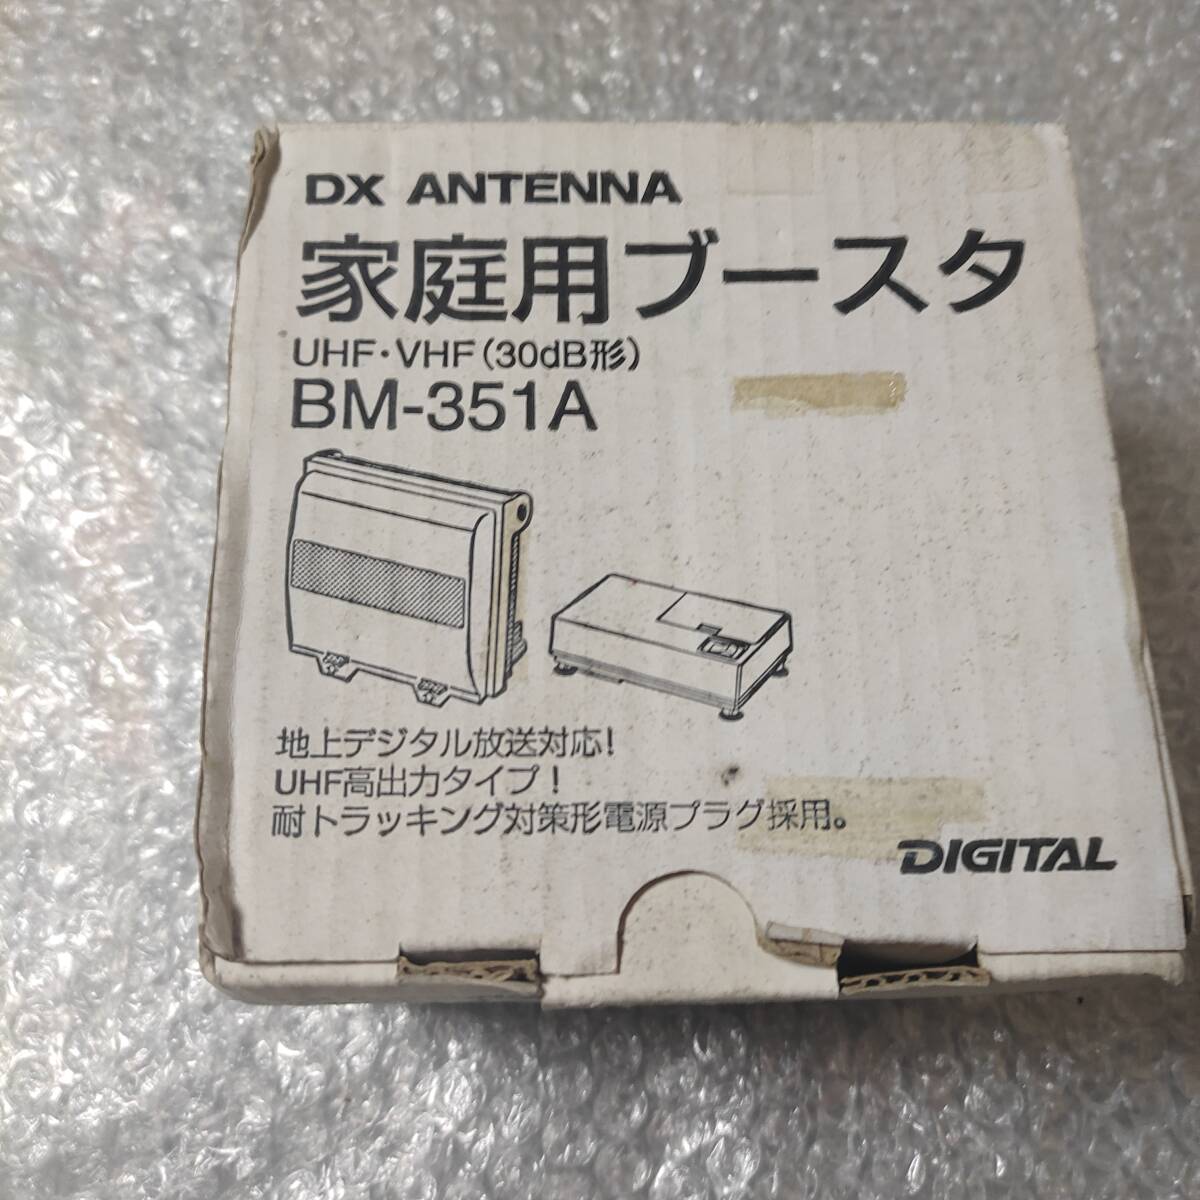 DX ANTENNA
家庭用ブースタ
UHF・VHF(30dB形)
BM-351A
地上デジタル放送対応!
UHF高出力タイプ!
耐トラッキング対策形電源プラグ採用。
DIGITAL